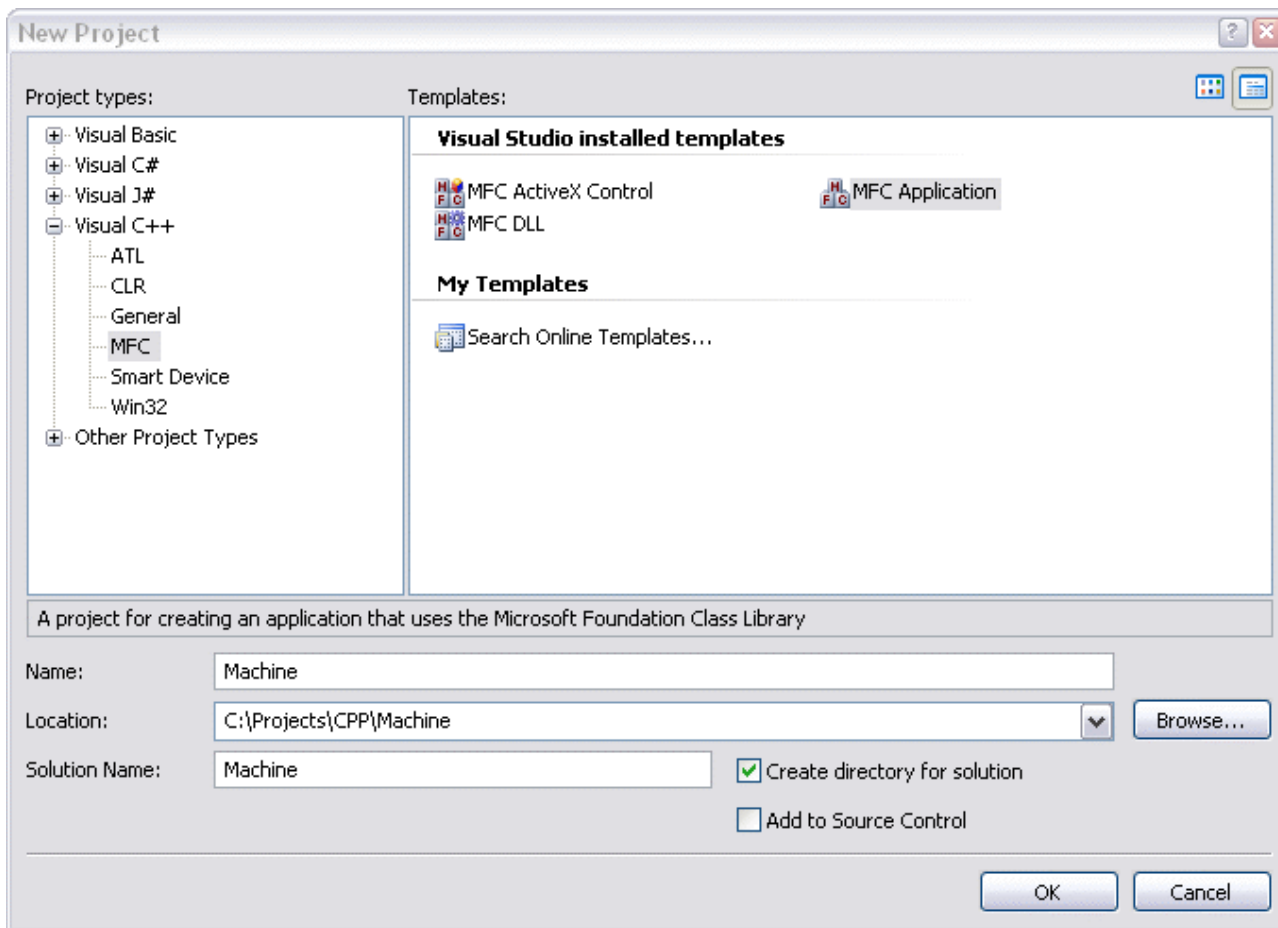 New Project
Project types:
Templates:
Visual Basic
Visual C#
Visual J#
Visual C++
ATL
CLR
General
MFC
Smart Device
Win32
Other Project Types
Visual Studio installed templates
MFC ActiveX Control
MFC Application
MFC DLL
My Templates
Search Online Templates...
A project for creating an application that uses the Microsoft Foundation Class Library
Name:
Machine
Location:
C:\Projects\CPP\Machine
Browse...
Solution Name:
Machine
Create directory for solution
Add to Source Control
OK
Cancel